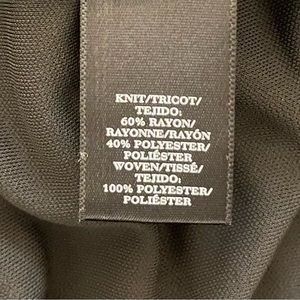 KNIT/TRICOT/
TEJIDO:
60% RAYON/
RAYONNE/RAYÓN
40% POLYESTER/
POLIÉSTER
WOVEN/TISSÉ/
TEJIDO:
100% POLYESTER/
POLIÉSTER